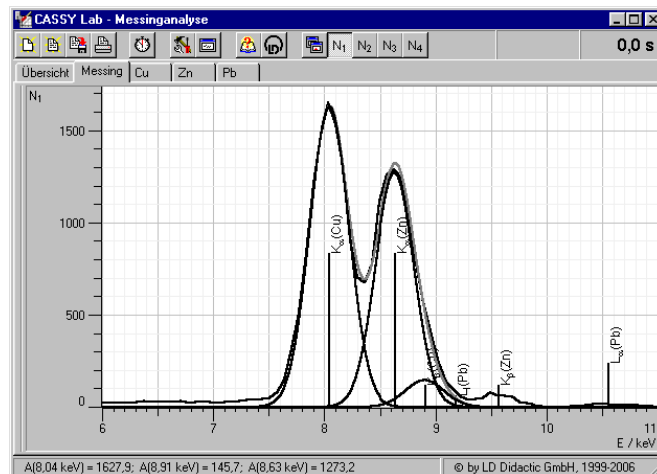 CASSY Lab - Messinganalyse
N1 N2 N3 N4 0,0 s
Übersicht Messing Cu Zn Pb
N1
1500
1000
500
0
Kα(Cu)
Kα(Zn)
Lη(Pb)
Kβ(Zn)
Lα(Pb)
6 7 8 9 10 11
E / keV
A(8,04 keV) = 1627,9; A(8,91 keV) = 145,7; A(8,63 keV) = 1273,2
© by LD Didactic GmbH, 1999-2006